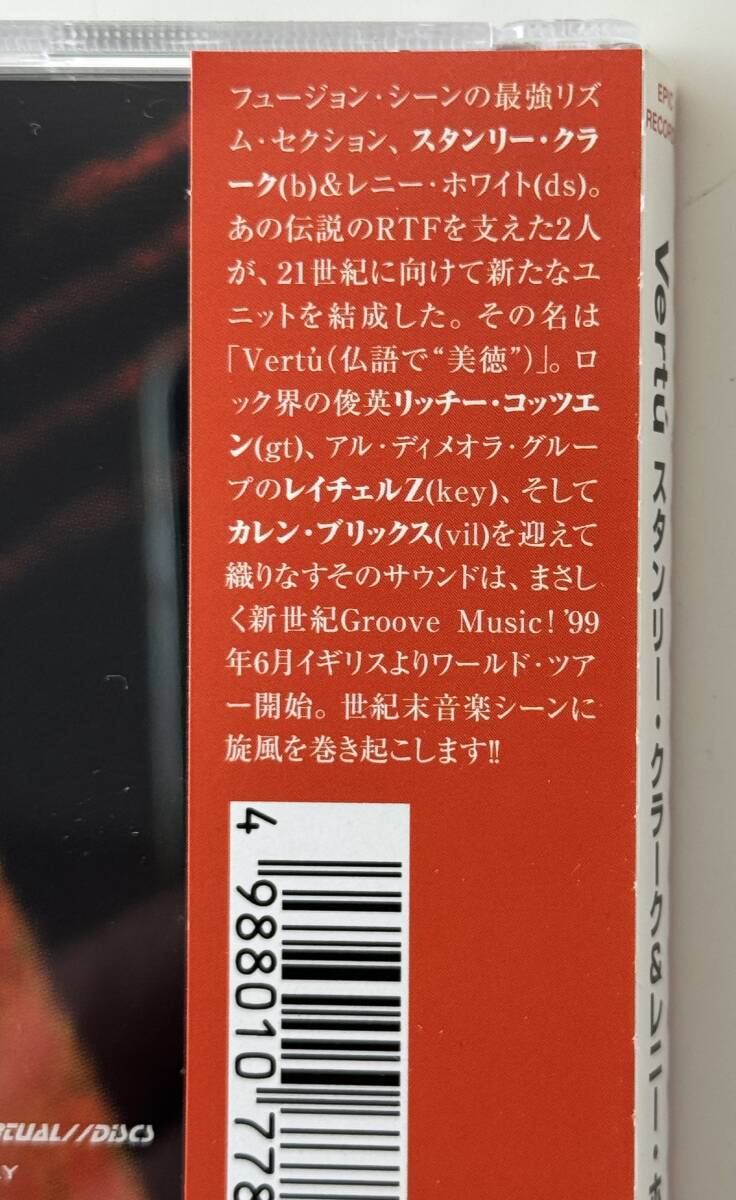 フュージョン・シーンの最強リズ
ム・セクション、スタンリー・クラ
ーク(b)&レニー・ホワイト(ds)。
あの伝説のRTFを支えた2人
が、21世紀に向けて新たなユ
ニットを結成した。その名は
「Vertú(仏語で“美徳”)」。ロ
ック界の俊英リッチー・コッツエ
ン(gt)、アル・ディメオラ・グルー
プのレイチェルZ(key)、そして
カレン・ブリックス(vil)を迎えて
織りなすそのサウンドは、まさし
く新世紀Groove Music!’99
年6月イギリスよりワールド・ツア
ー開始。世紀末音楽シーンに
旋風を巻き起こします!!
4 988010 778
EPIC
RECORD
Vertú スタンリー・クラーク&レニー・
//DiSCS